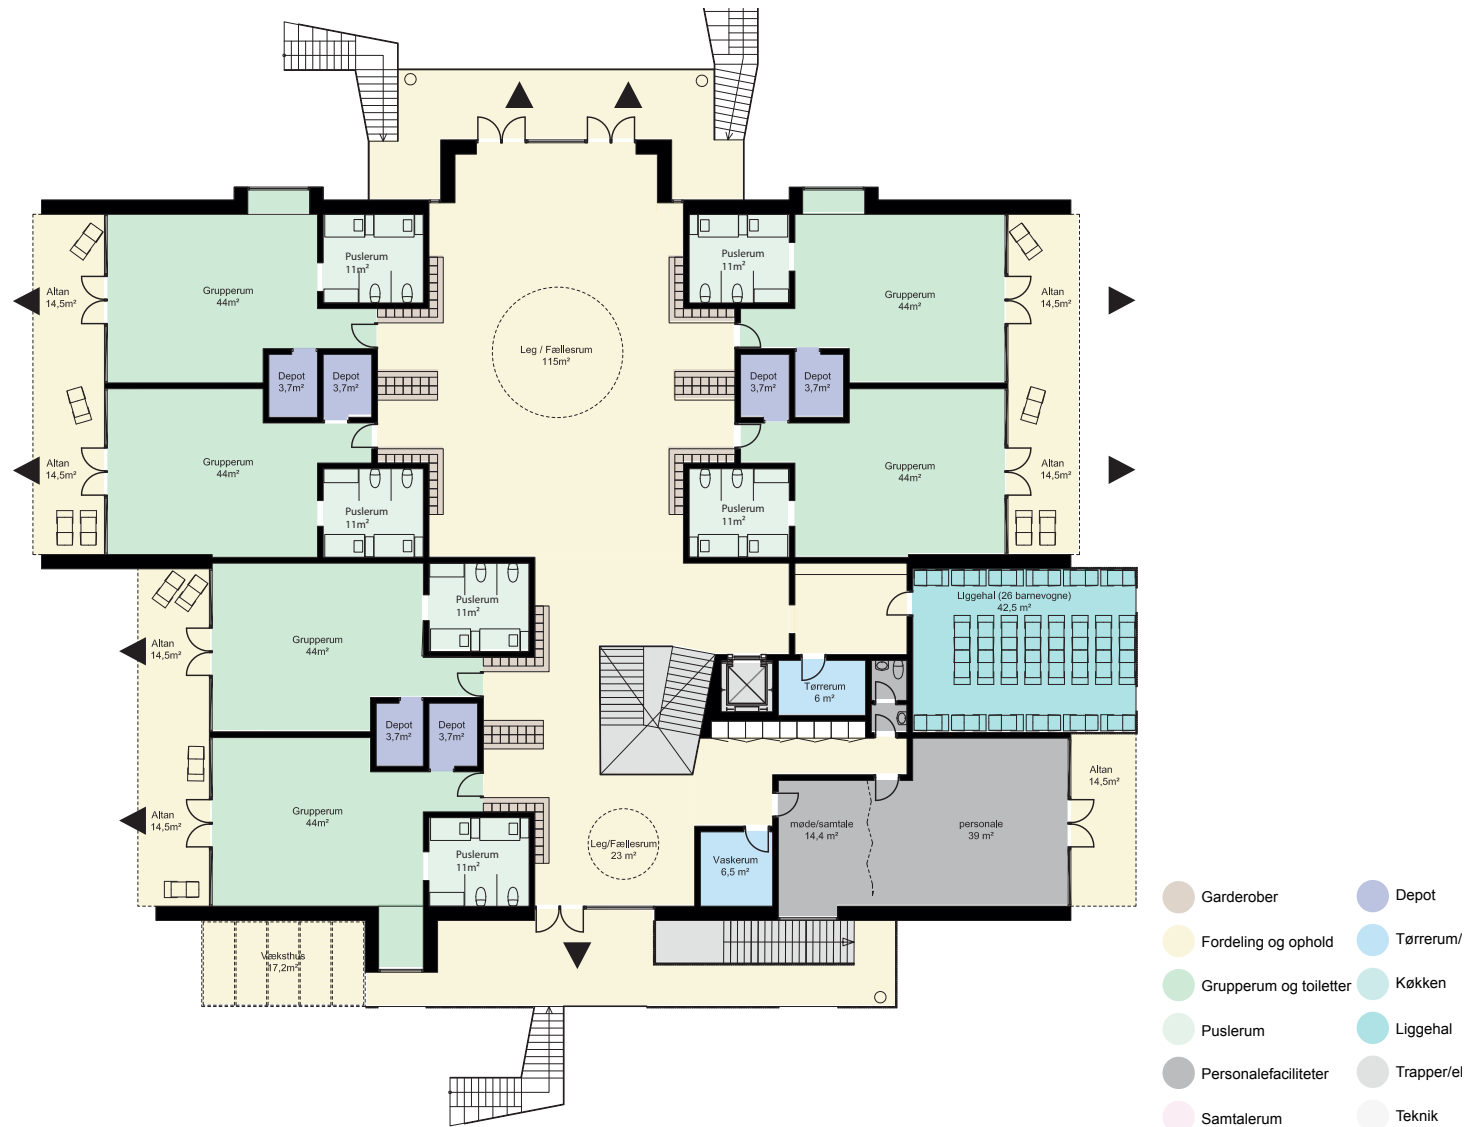 Puslerum
11m²
Puslerum
11m²
Altan
14,5m²
Grupperum
44m²
Grupperum
44m²
Altan
14,5m²
Leg / Fællesrum
115m²
Depot
3,7m²
Depot
3,7m²
Depot
3,7m²
Depot
3,7m²
Altan
14,5m²
Grupperum
44m²
Grupperum
44m²
Altan
14,5m²
Puslerum
11m²
Puslerum
11m²
Puslerum
11m²
LIggehal (26 barnevogne)
42,5 m²
Altan
14,5m²
Grupperum
44m²
Tørrerum
6 m²
Depot
3,7m²
Depot
3,7m²
Altan
14,5m²
Altan
14,5m²
Grupperum
44m²
Leg/Fællesrum
23 m²
møde/samtale
14,4 m²
personale
39 m²
Puslerum
11m²
Vaskerum
6,5 m²
Væksthus
17,2m²
Garderober
Fordeling og ophold
Grupperum og toiletter
Puslerum
Personalefaciliteter
Samtalerum
Depot
Tørrerum/
Køkken
Liggehal
Trapper/el
Teknik